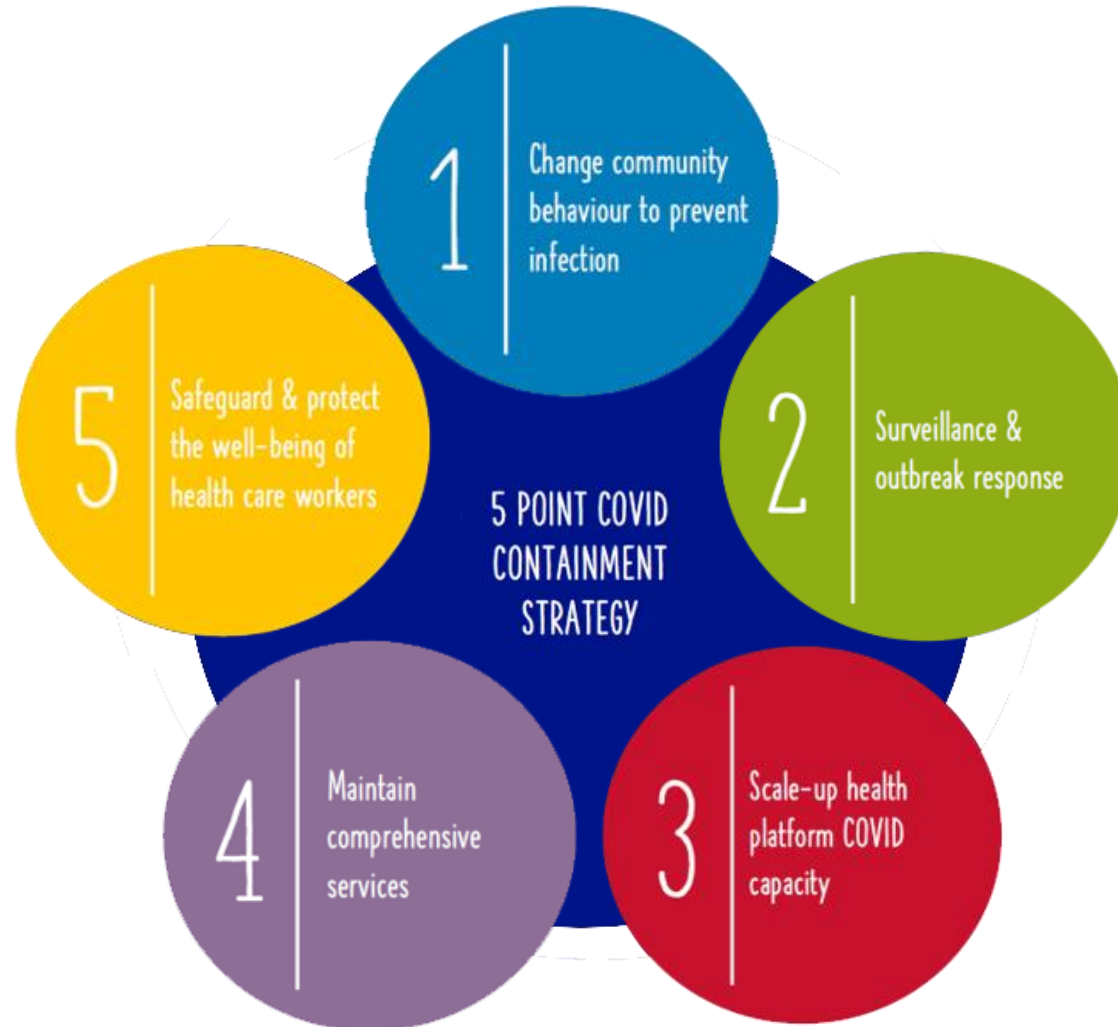 1
Change community
behaviour to prevent
infection
2
Surveillance &
outbreak response
3
Scale-up health
platform COVID
capacity
4
Maintain
comprehensive
services
5
Safeguard & protect
the well-being of
health care workers
5 POINT COVID
CONTAINMENT
STRATEGY